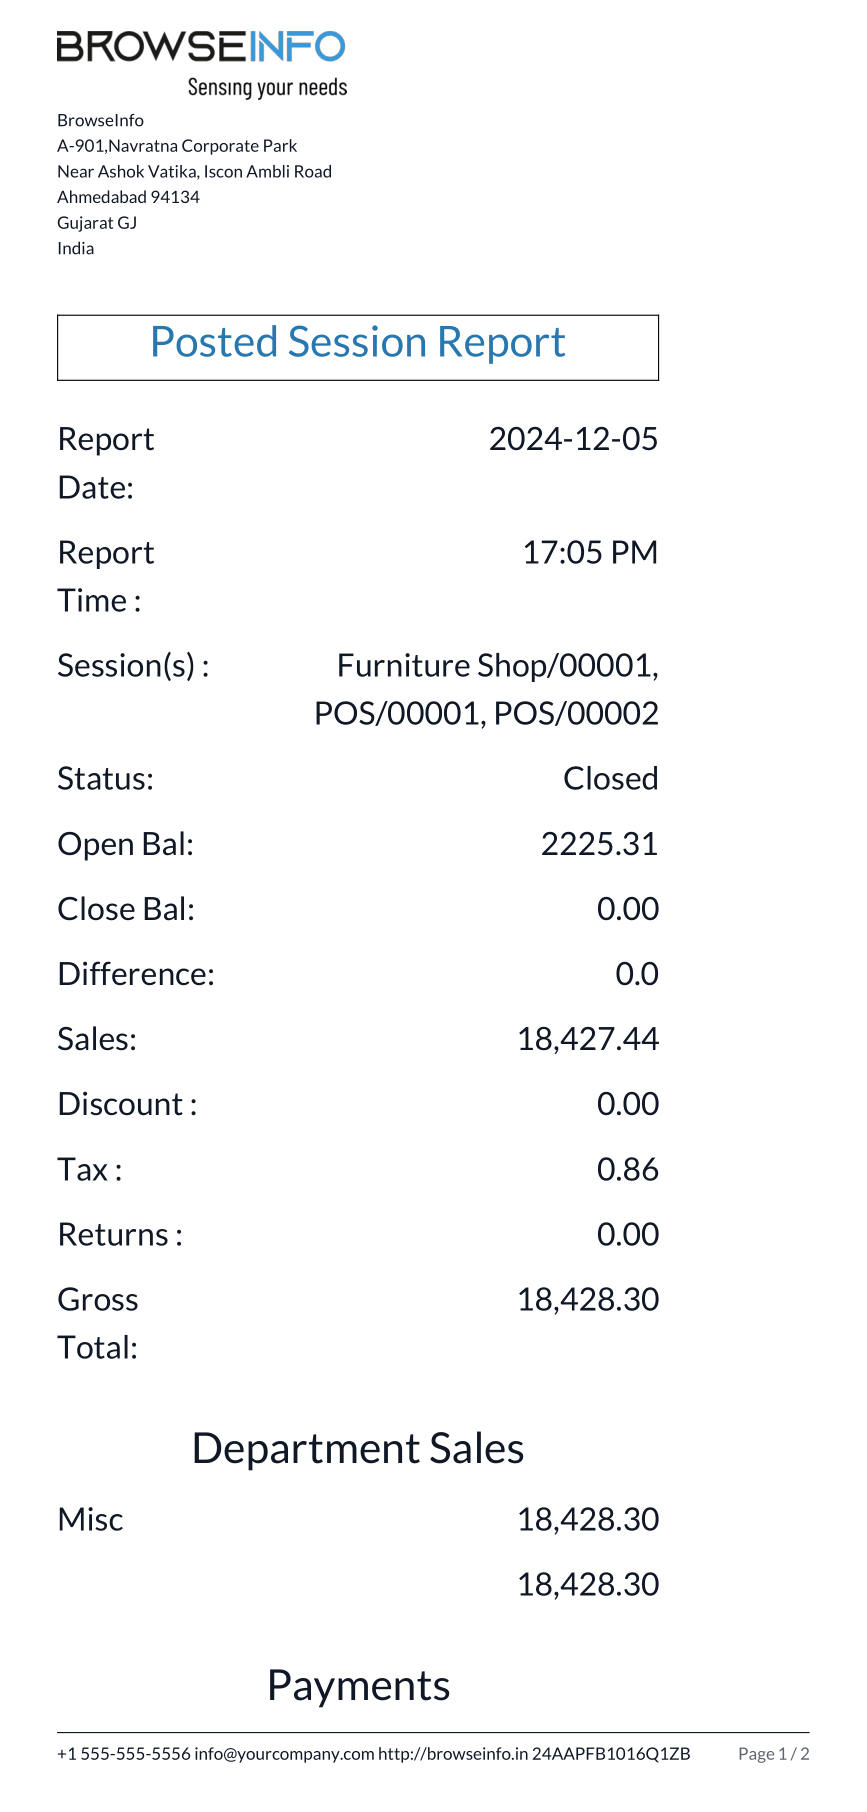 BROWSEINFO
Sensing your needs
BrowseInfo
A-901,Navratna Corporate Park
Near Ashok Vatika, Iscon Ambli Road
Ahmedabad 94134
Gujarat GJ
India
Posted Session Report
Report 2024-12-05
Date:
Report 17:05 PM
Time :
Session(s) : Furniture Shop/00001,
POS/00001, POS/00002
Status: Closed
Open Bal: 2225.31
Close Bal: 0.00
Difference: 0.0
Sales: 18,427.44
Discount : 0.00
Tax : 0.86
Returns : 0.00
Gross 18,428.30
Total:
Department Sales
Misc 18,428.30
18,428.30
Payments
+1 555-555-5556 info@yourcompany.com http://browseinfo.in 24AAPFB1016Q1ZB Page 1 / 2